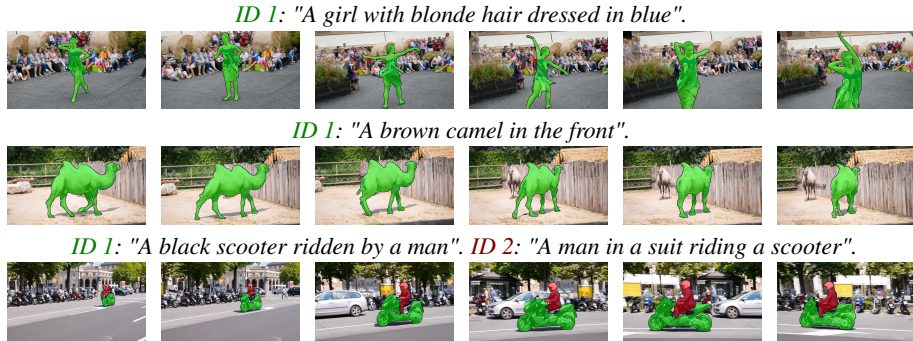 ID 1: "A girl with blonde hair dressed in blue".
ID 1: "A brown camel in the front".
ID 1: "A black scooter ridden by a man". ID 2: "A man in a suit riding a scooter".